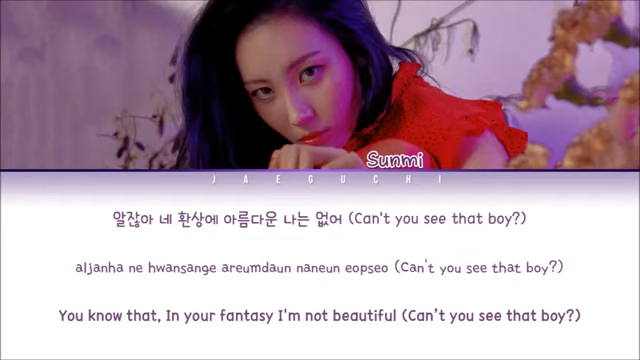 Sunmi
JAEGUCHI
알잖아 네 환상에 아름다운 나는 없어 (Can't you see that boy?)
aljanha ne hwansange areumdaun naneun eopseo (Can't you see that boy?)
You know that, In your fantasy I'm not beautiful (Can't you see that boy?)